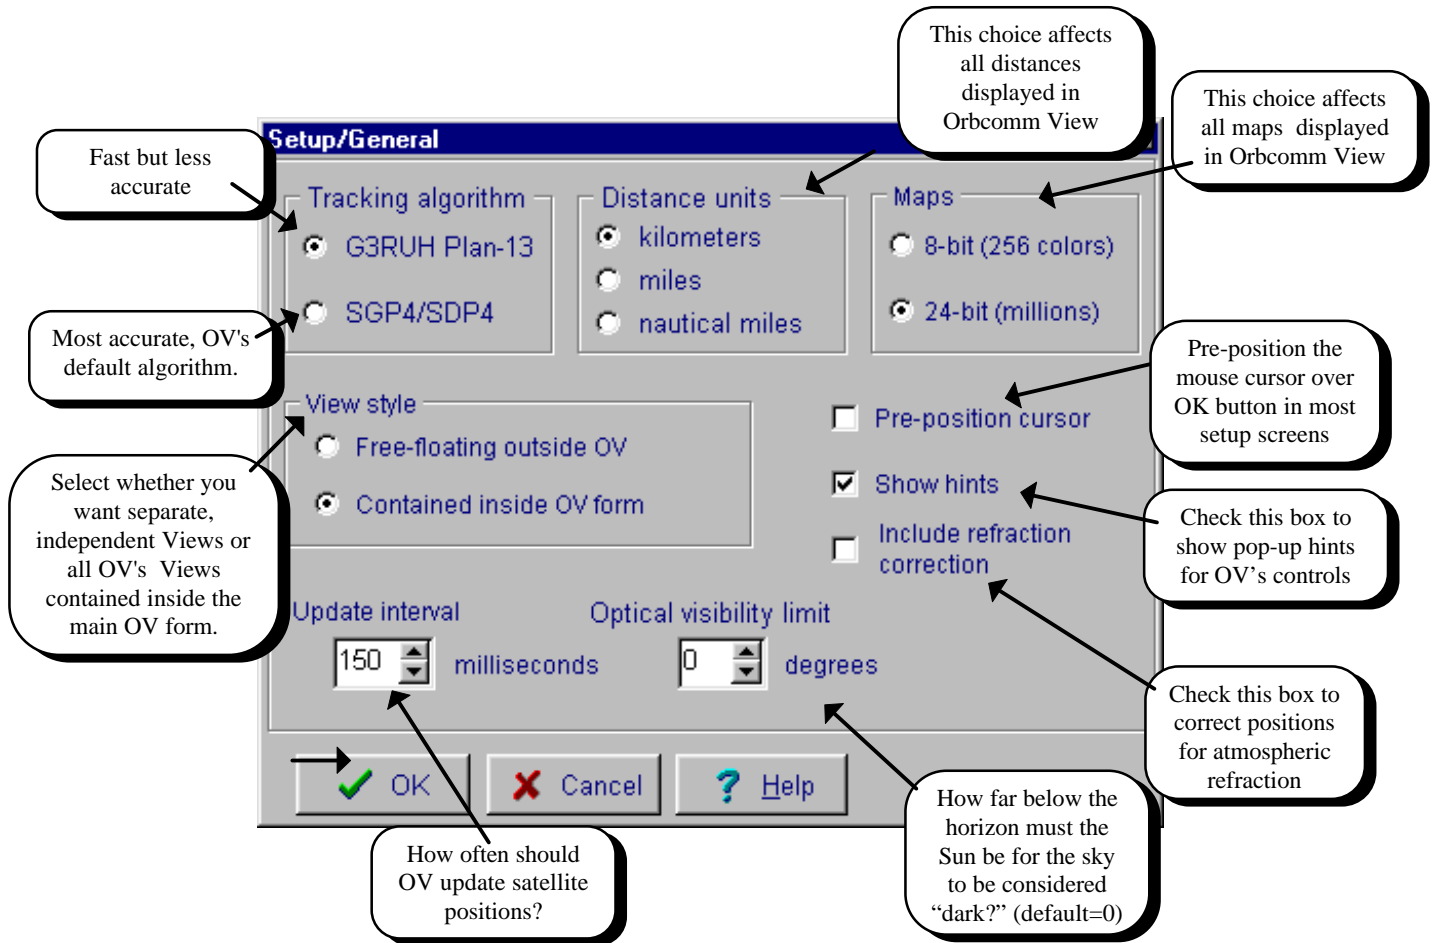 This choice affects
all distances
displayed in
Orbcomm View
This choice affects
all maps displayed
in Orbcomm View
Fast but less
accurate
Setup/General
Tracking algorithm
G3RUH Plan-13
SGP4/SDP4
Distance units
kilometers
miles
nautical miles
Maps
8-bit (256 colors)
24-bit (millions)
Most accurate, OV's
default algorithm.
Pre-position the
mouse cursor over
OK button in most
setup screens
View style
Free-floating outside OV
Contained inside OV form
Pre-position cursor
Show hints
Include refraction
correction
Select whether you
want separate,
independent Views or
all OV's Views
contained inside the
main OV form.
Check this box to
show pop-up hints
for OV’s controls
Update interval
150 milliseconds
Optical visibility limit
0 degrees
Check this box to
correct positions
for atmospheric
refraction
OK
Cancel
Help
How often should
OV update satellite
positions?
How far below the
horizon must the
Sun be for the sky
to be considered
“dark?” (default=0)